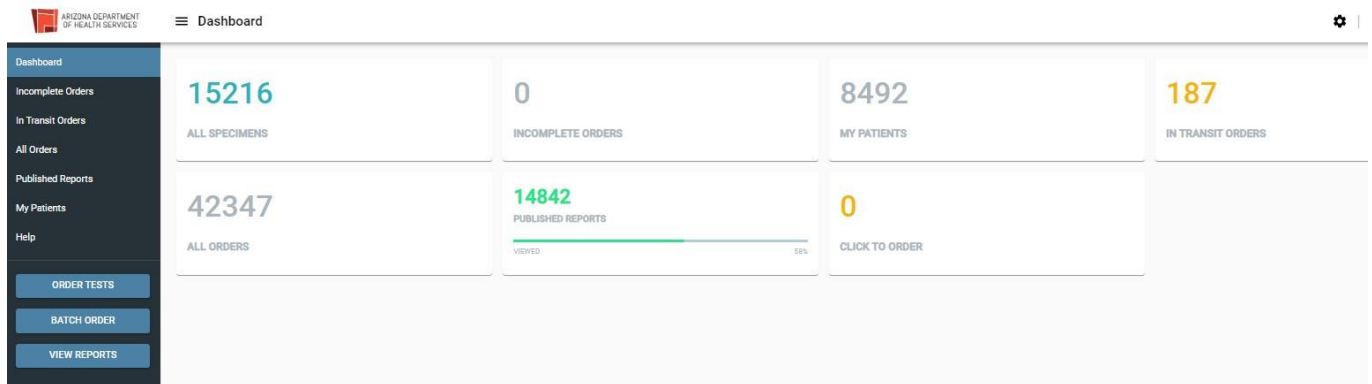 ARIZONA DEPARTMENT
OF HEALTH SERVICES
Dashboard
Dashboard
Incomplete Orders
In Transit Orders
All Orders
Published Reports
My Patients
Help
ORDER TESTS
BATCH ORDER
VIEW REPORTS
15216
ALL SPECIMENS
0
INCOMPLETE ORDERS
8492
MY PATIENTS
187
IN TRANSIT ORDERS
42347
ALL ORDERS
14842
PUBLISHED REPORTS
VIEWED 58%
0
CLICK TO ORDER